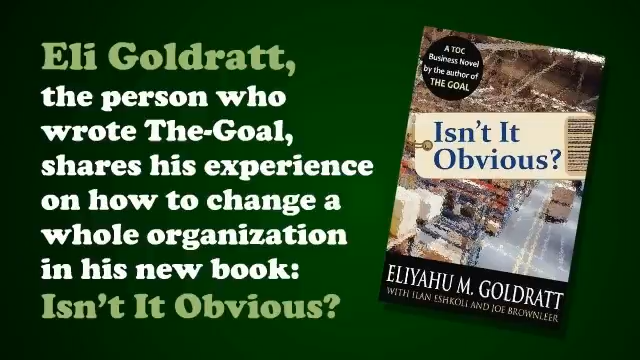 Eli Goldratt,
the person who
wrote The-Goal,
shares his experience
on how to change a
whole organization
in his new book:
Isn't It Obvious?
A TOC
Business Novel
by the author of
THE GOAL
Isn't It
Obvious?
ELIYAHU M. GOLDRATT
WITH ILAN ESHKOLI AND JOE BROWNLEER